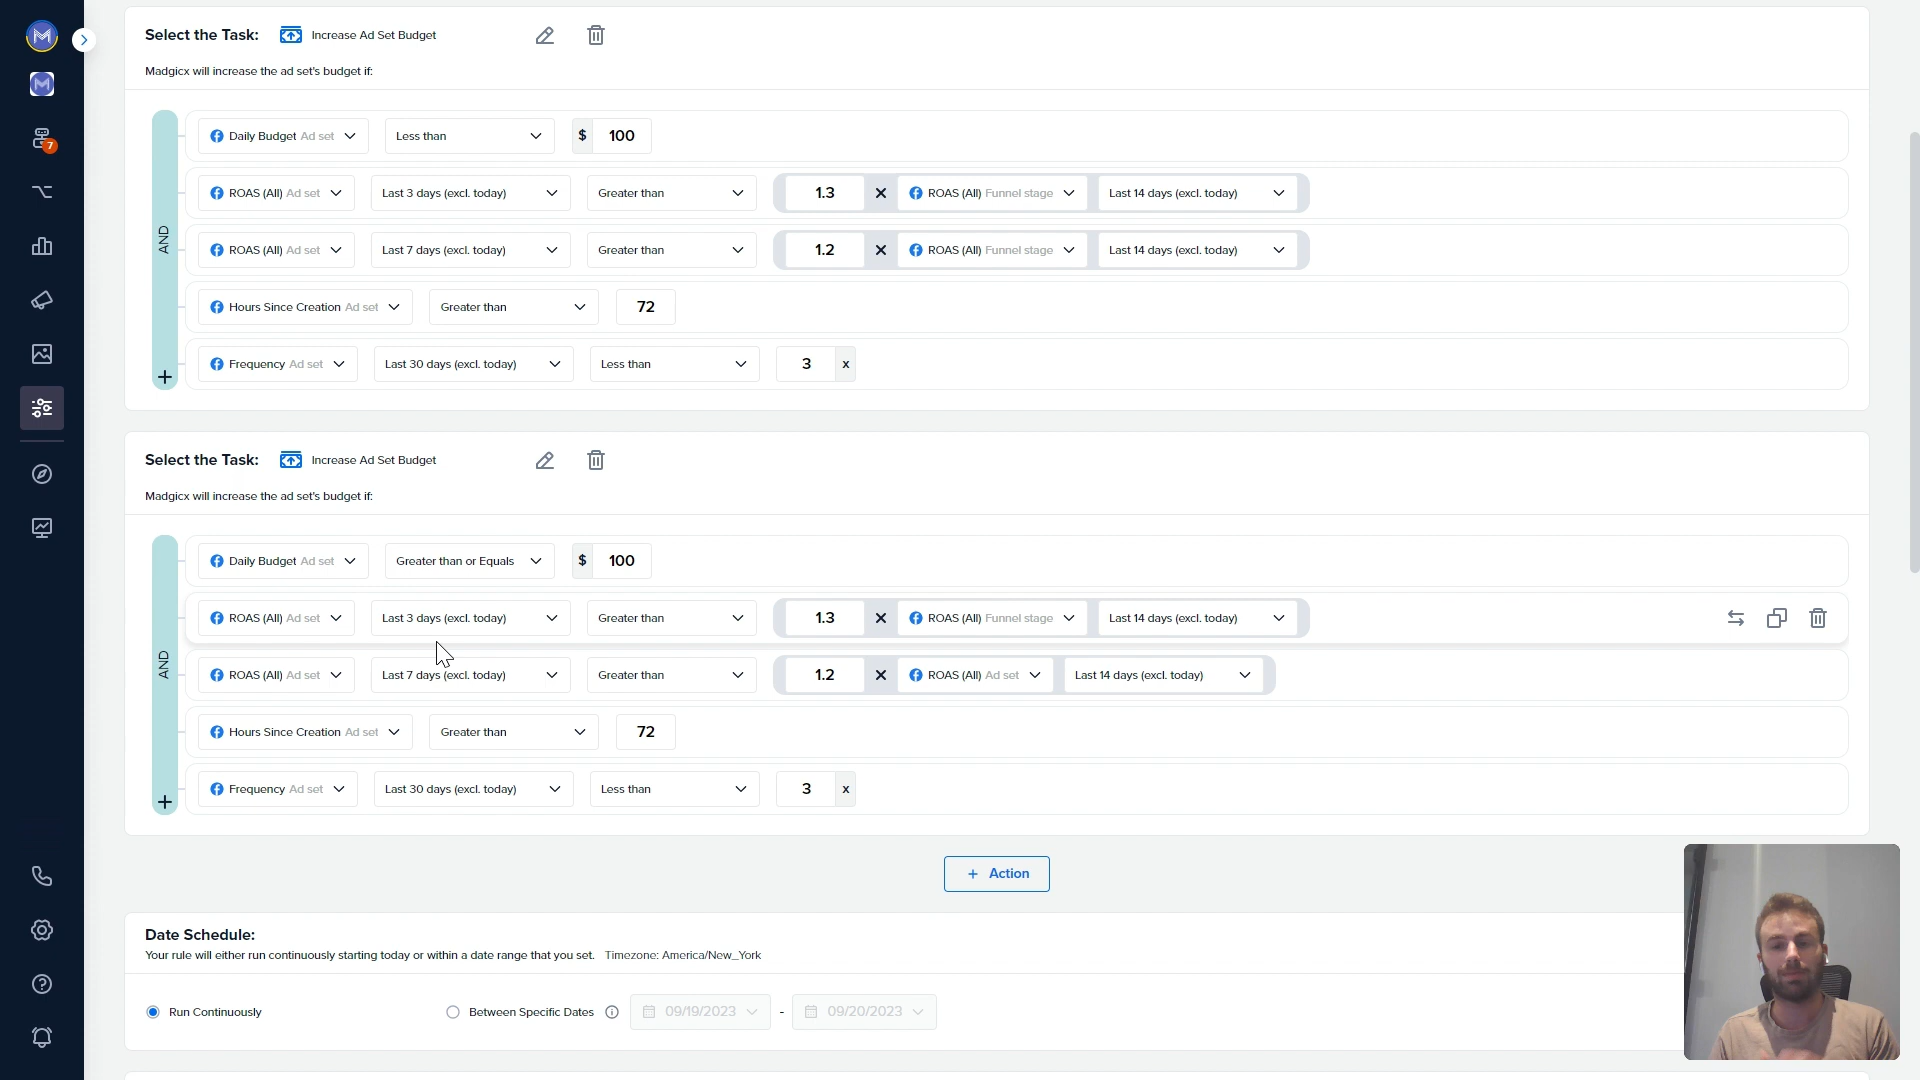 Select the Task: Increase Ad Set Budget
Madgicx will increase the ad set's budget if:
Daily Budget Ad set Less than $ 100
ROAS (All) Ad set Last 3 days (excl. today) Greater than 1.3 X ROAS (All) Funnel stage Last 14 days (excl. today)
ROAS (All) Ad set Last 7 days (excl. today) Greater than 1.2 X ROAS (All) Funnel stage Last 14 days (excl. today)
AND
Hours Since Creation Ad set Greater than 72
Frequency Ad set Last 30 days (excl. today) Less than 3 x
+
7
Select the Task: Increase Ad Set Budget
Madgicx will increase the ad set's budget if:
Daily Budget Ad set Greater than or Equals $ 100
ROAS (All) Ad set Last 3 days (excl. today) Greater than 1.3 X ROAS (All) Funnel stage Last 14 days (excl. today)
AND
ROAS (All) Ad set Last 7 days (excl. today) Greater than 1.2 X ROAS (All) Ad set Last 14 days (excl. today)
Hours Since Creation Ad set Greater than 72
Frequency Ad set Last 30 days (excl. today) Less than 3 x
+
+ Action
Date Schedule:
Your rule will either run continuously starting today or within a date range that you set. Timezone: America/New_York
Run Continuously Between Specific Dates 09/19/2023 - 09/20/2023